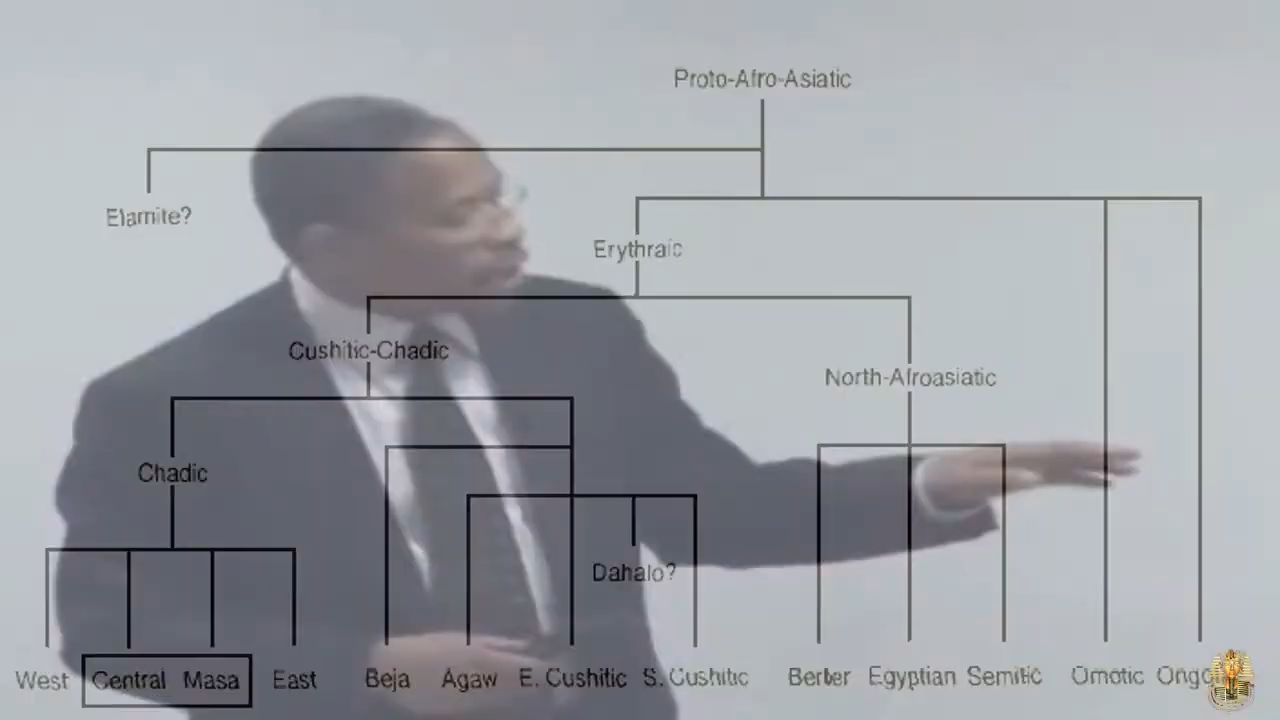 Proto-Afro-Asiatic
Elamite?
Erythraic
Cushitic-Chadic
North-Afroasiatic
Chadic
Dahalo?
West Central Masa East Beja Agaw E. Cushitic S. Cushitic Berber Egyptian Semitic Omotic